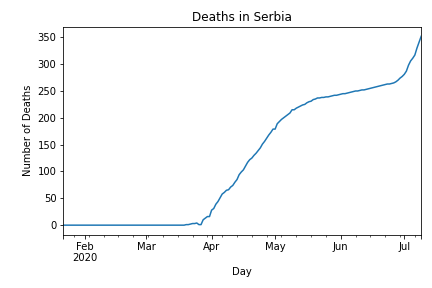 Deaths in Serbia
Number of Deaths
350
300
250
200
150
100
50
0
Feb
2020
Mar
Apr
May
Jun
Jul
Day